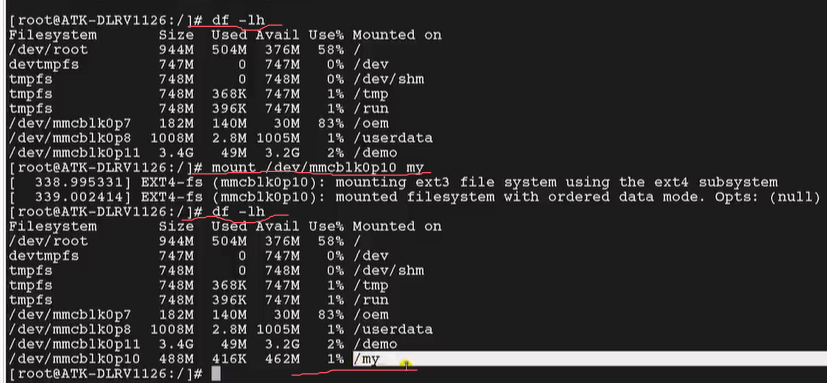 [root@ATK-DLRV1126:/]# df -lh
Filesystem      Size  Used Avail Use% Mounted on
/dev/root       944M  504M  376M  58% /
devtmpfs        747M     0  747M   0% /dev
tmpfs           748M     0  748M   0% /dev/shm
tmpfs           748M  368K  747M   1% /tmp
tmpfs           748M  396K  747M   1% /run
/dev/mmcblk0p7  182M  140M   30M  83% /oem
/dev/mmcblk0p8  1008M  2.8M 1005M   1% /userdata
/dev/mmcblk0p11 3.4G   49M  3.2G   2% /demo
[root@ATK-DLRV1126:/]# mount /dev/mmcblk0p10 my
[  338.995331] EXT4-fs (mmcblk0p10): mounting ext3 file system using the ext4 subsystem
[  339.002414] EXT4-fs (mmcblk0p10): mounted filesystem with ordered data mode. Opts: (null)
[root@ATK-DLRV1126:/]# df -lh
Filesystem      Size  Used Avail Use% Mounted on
/dev/root       944M  504M  376M  58% /
devtmpfs        747M     0  747M   0% /dev
tmpfs           748M     0  748M   0% /dev/shm
tmpfs           748M  368K  747M   1% /tmp
tmpfs           748M  396K  747M   1% /run
/dev/mmcblk0p7  182M  140M   30M  83% /oem
/dev/mmcblk0p8  1008M  2.8M 1005M   1% /userdata
/dev/mmcblk0p11 3.4G   49M  3.2G   2% /demo
/dev/mmcblk0p10 488M  416K  462M   1% /my
[root@ATK-DLRV1126:/]#